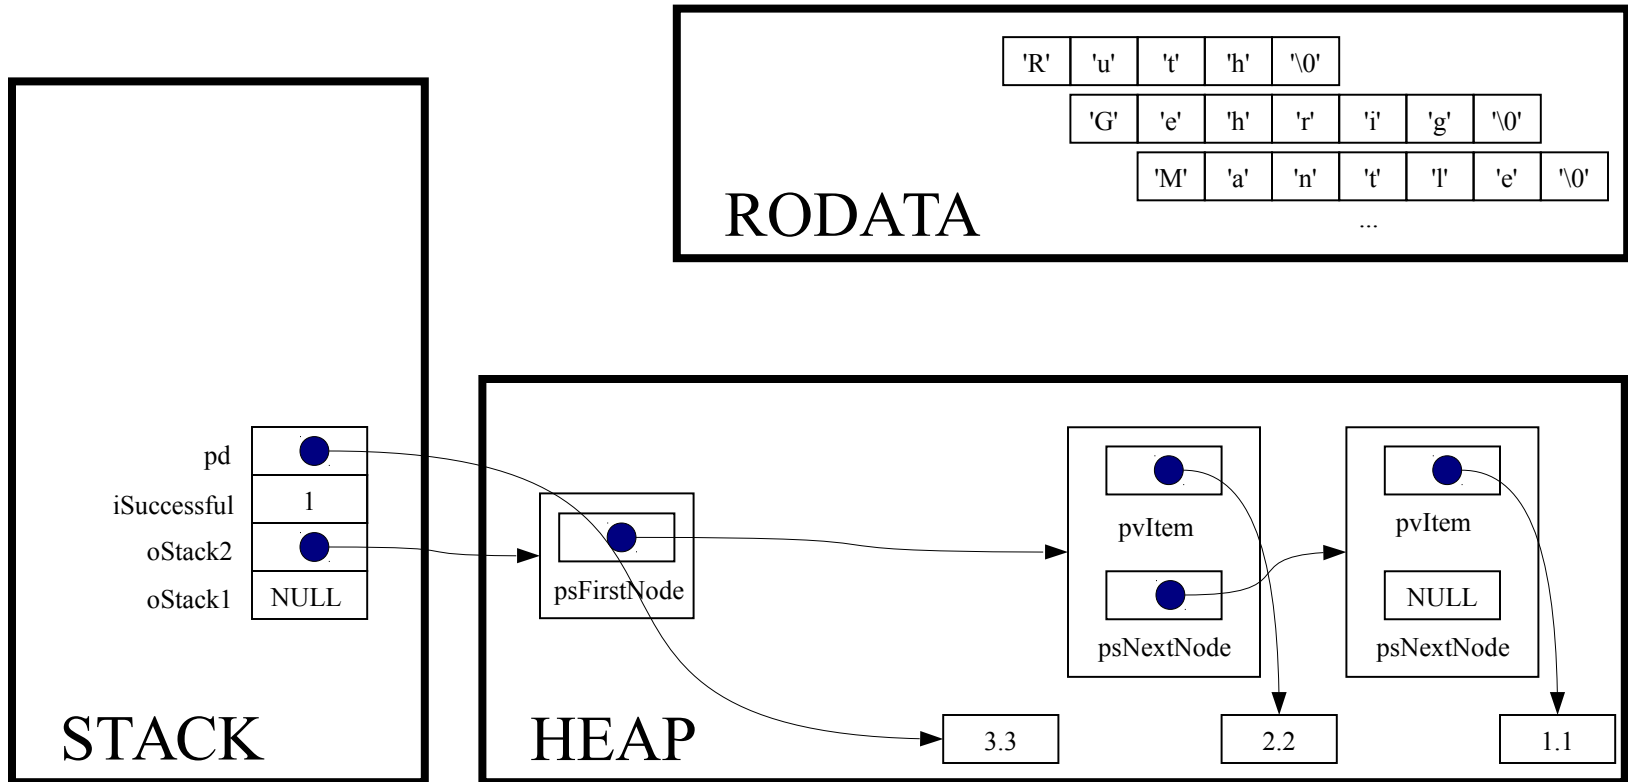 'R' 'u' 't' 'h' '\0'
'G' 'e' 'h' 'r' 'i' 'g' '\0'
'M' 'a' 'n' 't' 'l' 'e' '\0'
...
RODATA
pd
iSuccessful 1
oStack2
oStack1 NULL
STACK
psFirstNode
pvItem
psNextNode
pvItem
NULL
psNextNode
3.3
2.2
1.1
HEAP